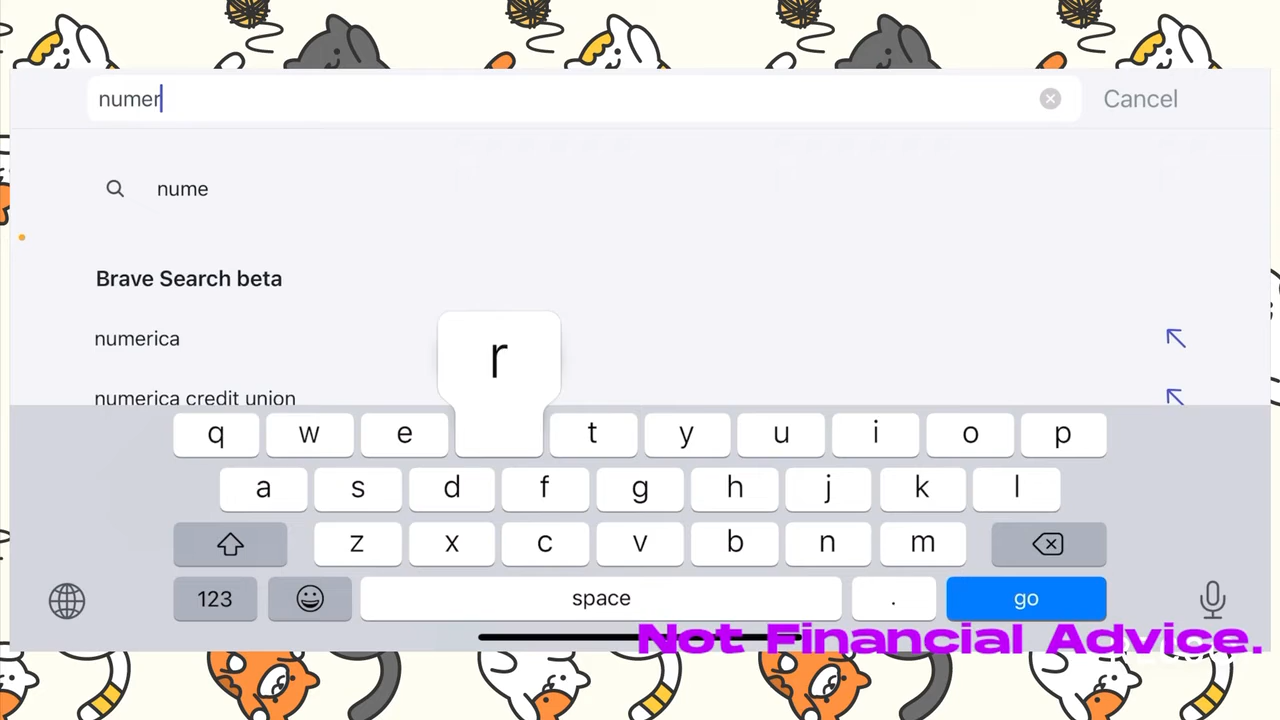 numer
Cancel
nume
Brave Search beta
numerica
numerica credit union
r
q w e t y u i o p
a s d f g h j k l
z x c v b n m
123 space . go
Not Financial Advice.